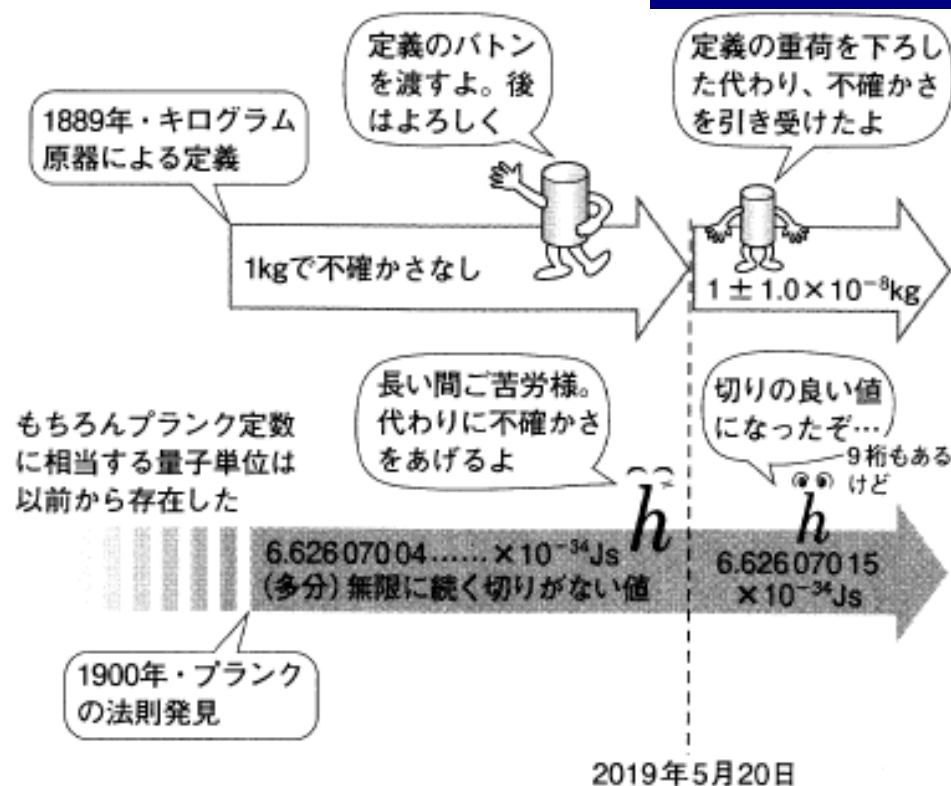 定義のバトン
を渡すよ。後
はよろしく
定義の重荷を下ろし
た代わり、不確かさ
を引き受けたよ
1889年・キログラム
原器による定義
1kgで不確かさなし
1 ± 1.0×10⁻⁸kg
長い間ご苦労様。
代わりに不確かさ
をあげるよ
切りの良い値
になったぞ…
9桁もある
けど
もちろんプランク定数
に相当する量子単位は
以前から存在した
h
h
6.626 070 04……×10⁻³⁴Js
(多分) 無限に続く切りがない値
6.626 070 15
×10⁻³⁴Js
1900年・プランク
の法則発見
2019年5月20日